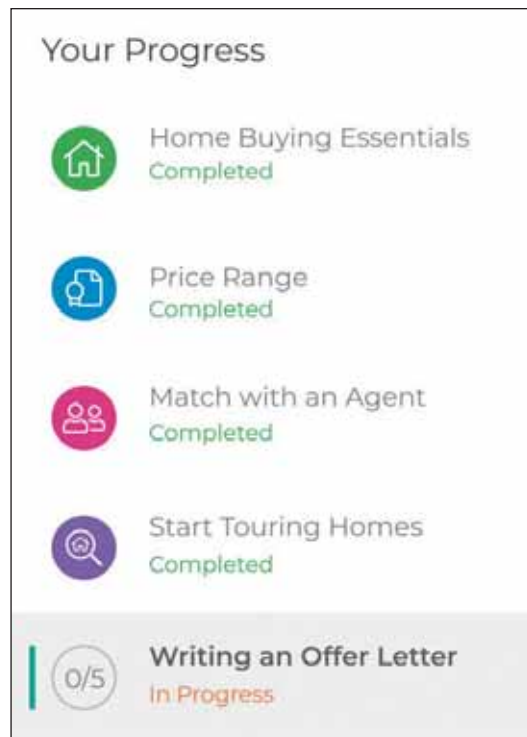 Your Progress
Home Buying Essentials
Completed
Price Range
Completed
Match with an Agent
Completed
Start Touring Homes
Completed
0/5
Writing an Offer Letter
In Progress